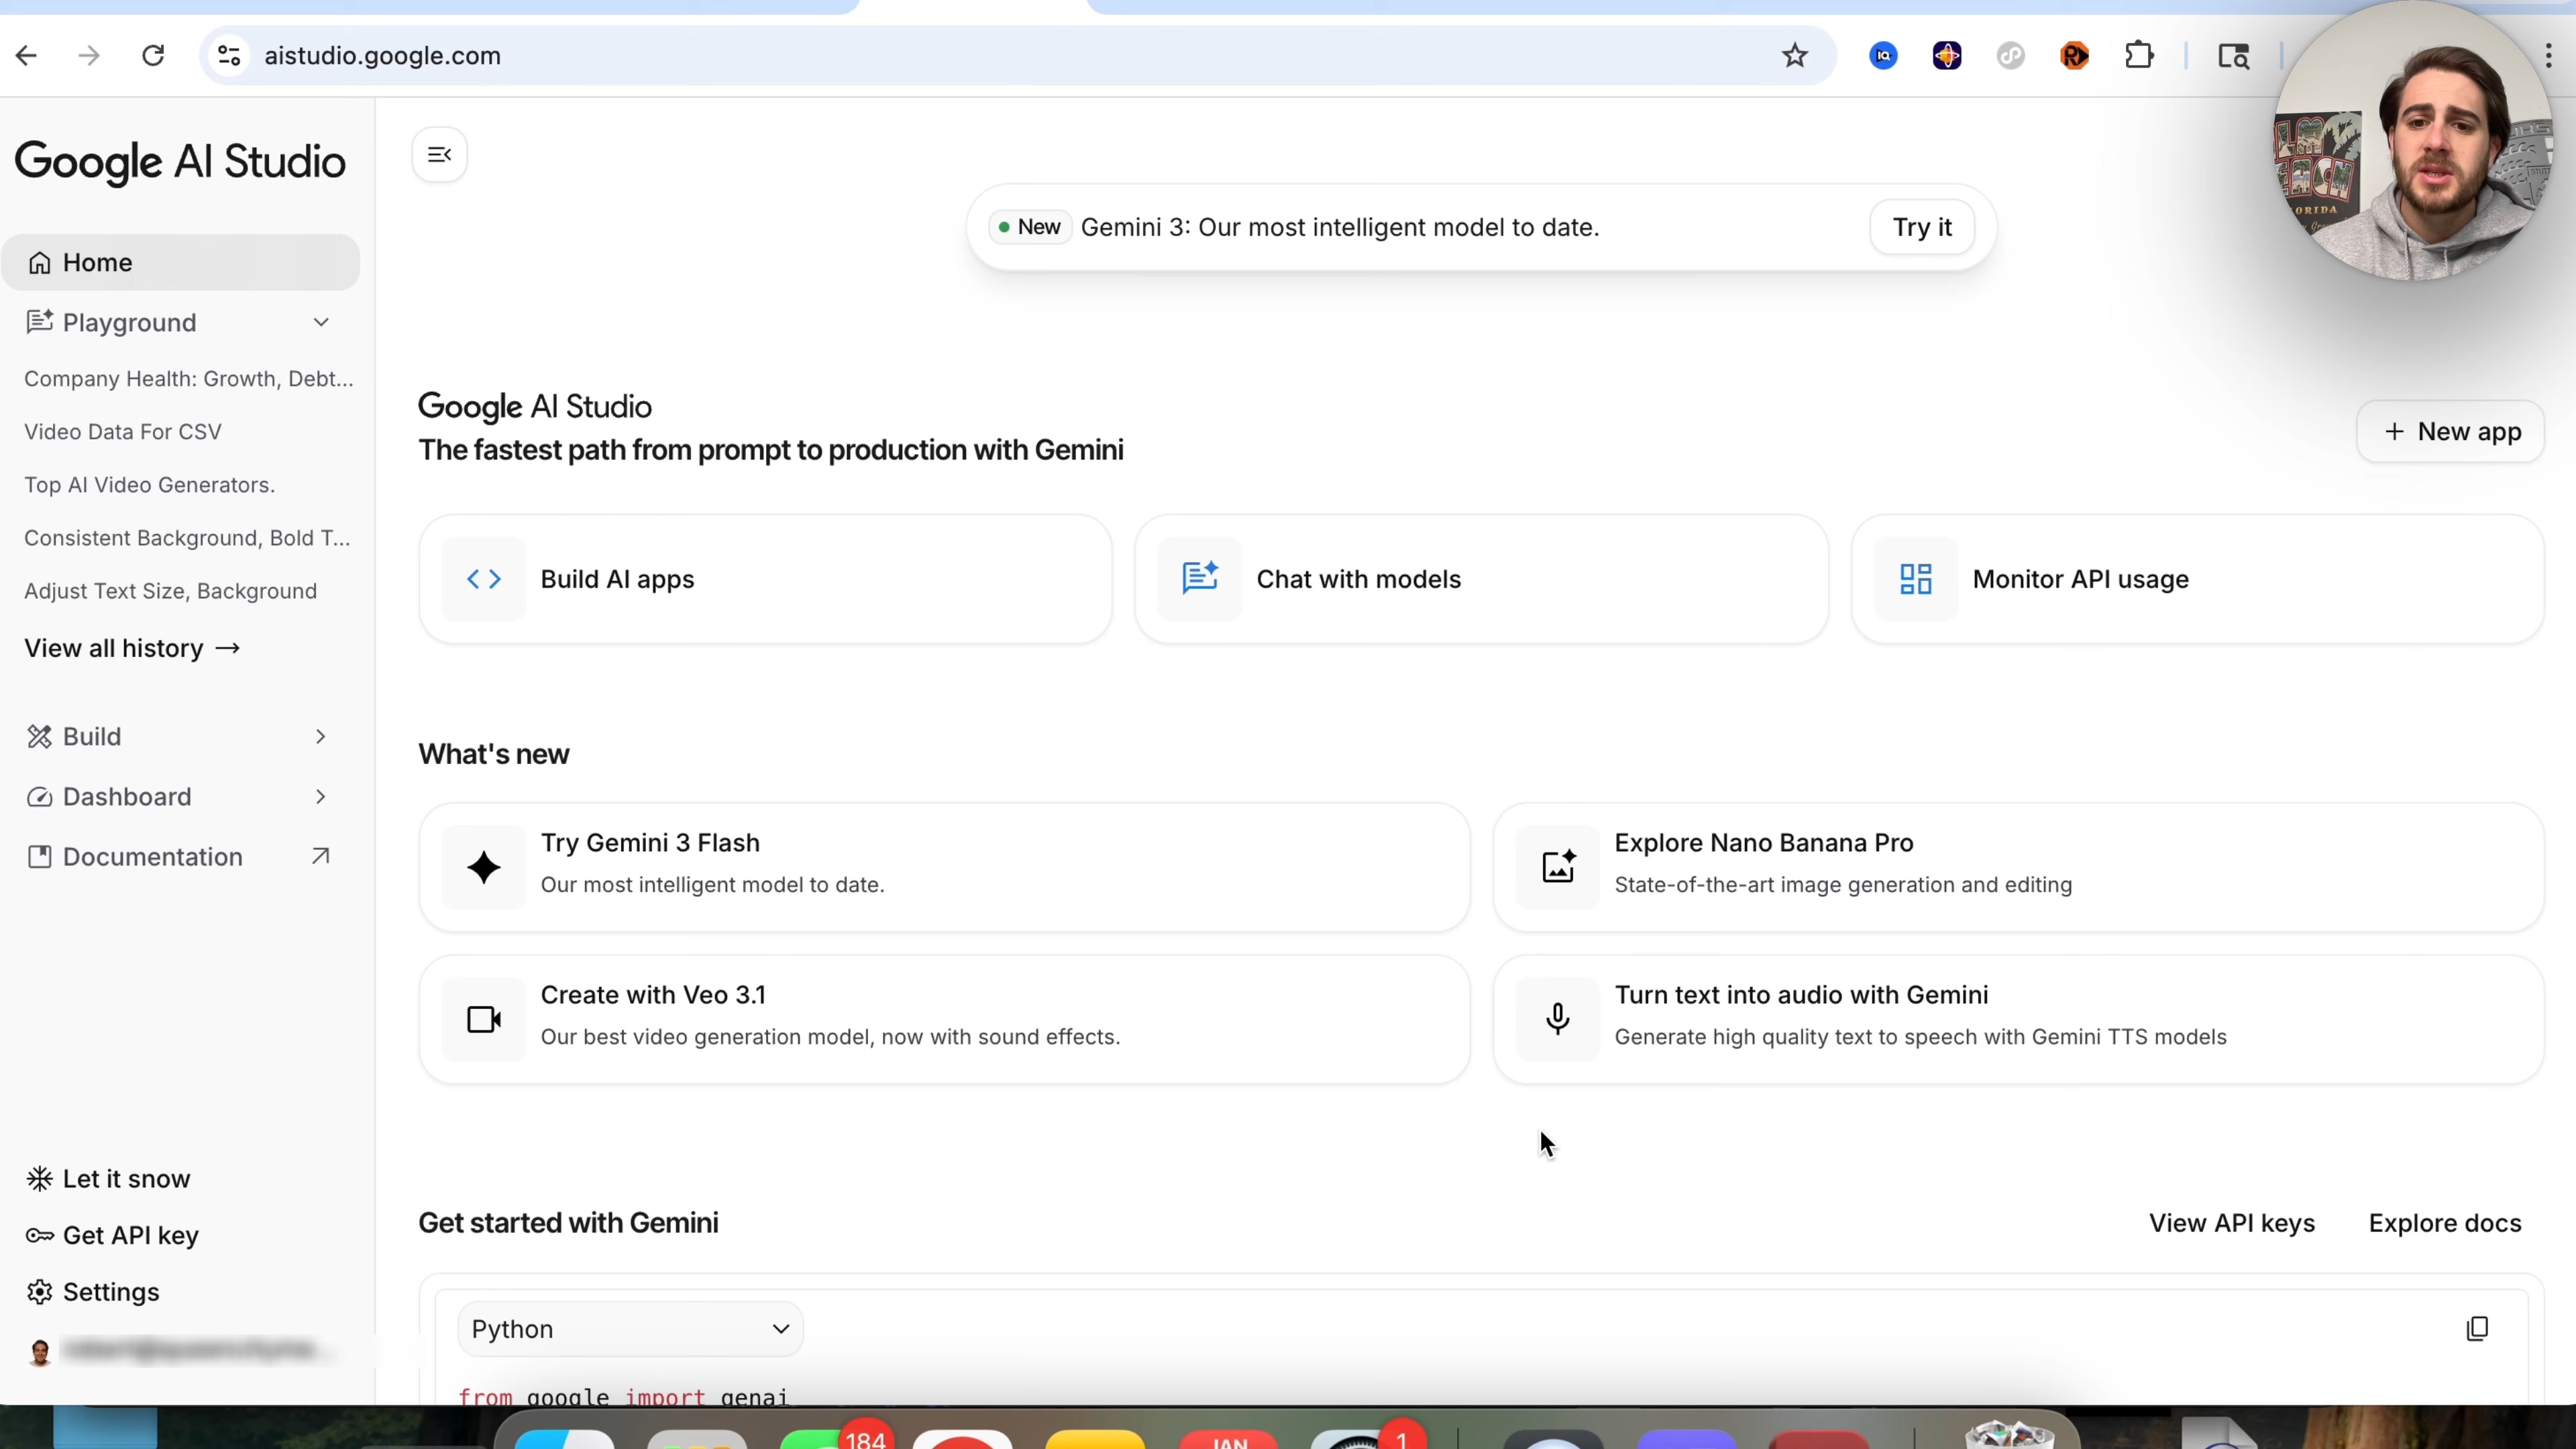 aistudio.google.com
Google AI Studio
Home
Playground
Company Health: Growth, Debt...
Video Data For CSV
Top AI Video Generators.
Consistent Background, Bold T...
Adjust Text Size, Background
View all history →
Build
Dashboard
Documentation
Let it snow
Get API key
Settings
New Gemini 3: Our most intelligent model to date. Try it
Google AI Studio
The fastest path from prompt to production with Gemini
+ New app
Build AI apps
Chat with models
Monitor API usage
What's new
Try Gemini 3 Flash
Our most intelligent model to date.
Explore Nano Banana Pro
State-of-the-art image generation and editing
Create with Veo 3.1
Our best video generation model, now with sound effects.
Turn text into audio with Gemini
Generate high quality text to speech with Gemini TTS models
Get started with Gemini
View API keys
Explore docs
Python
from google import genai
184
JAN
1